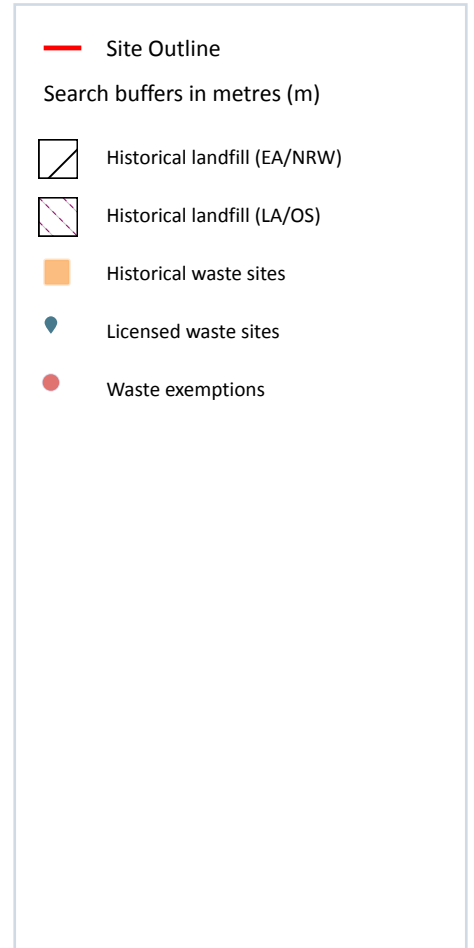 Site Outline
Search buffers in metres (m)
Historical landfill (EA/NRW)
Historical landfill (LA/OS)
Historical waste sites
Licensed waste sites
Waste exemptions